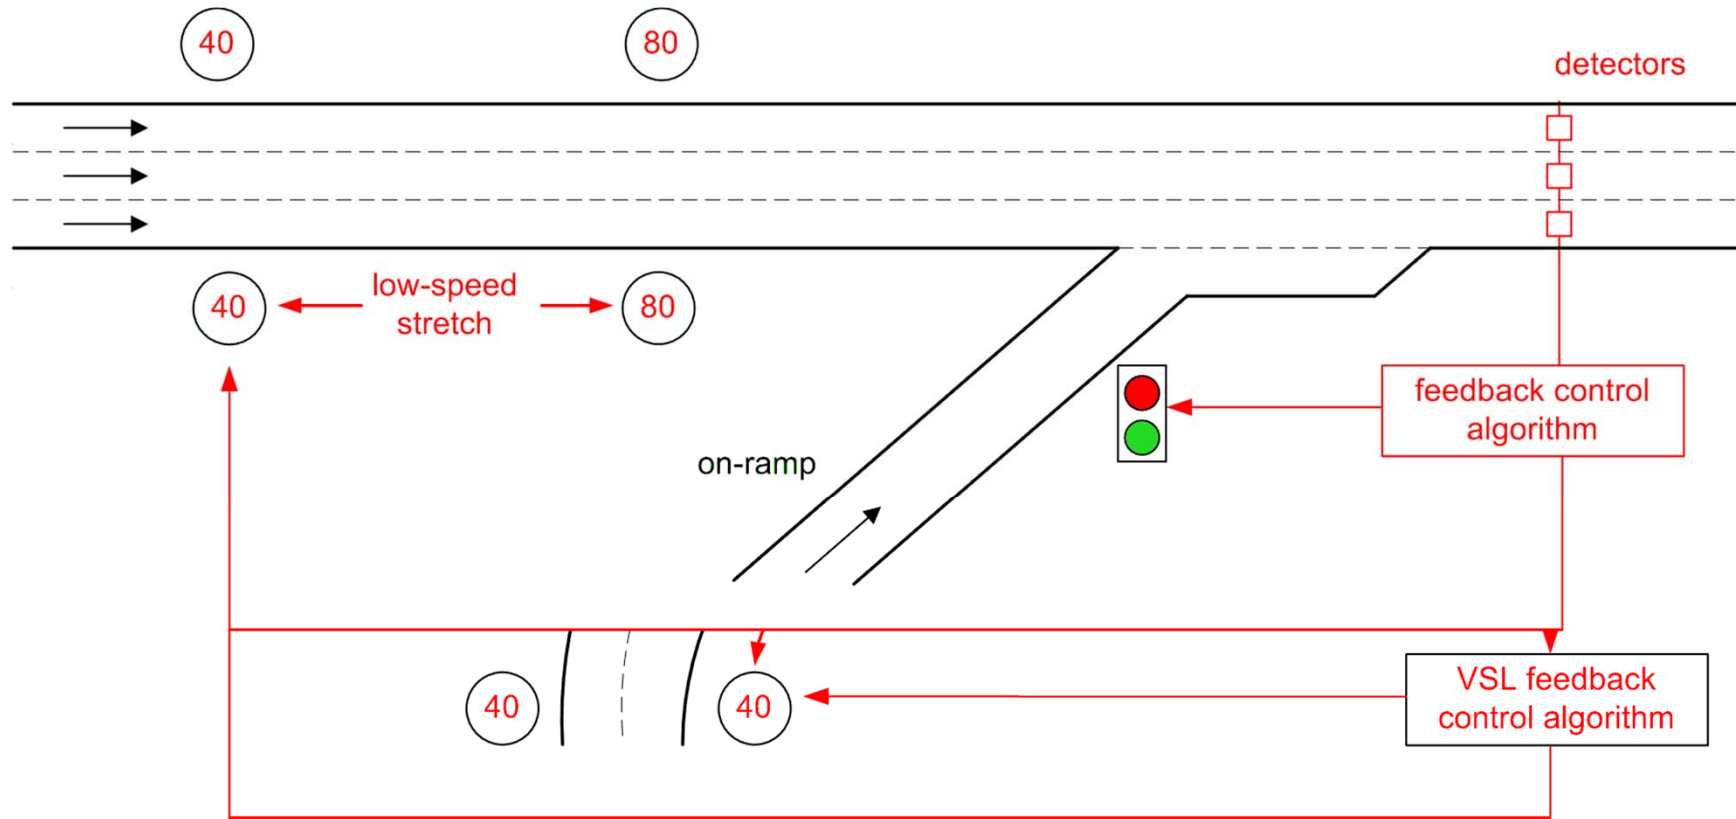 40
80
detectors
40
low-speed
stretch
80
feedback control
algorithm
on-ramp
40
40
VSL feedback
control algorithm